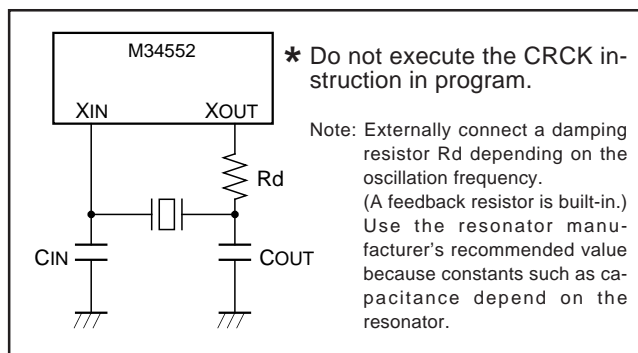 M34552
XIN
XOUT
Rd
CIN
COUT
* Do not execute the CRCK in-
struction in program.
Note: Externally connect a damping
resistor Rd depending on the
oscillation frequency.
(A feedback resistor is built-in.)
Use the resonator manu-
facturer's recommended value
because constants such as ca-
pacitance depend on the
resonator.